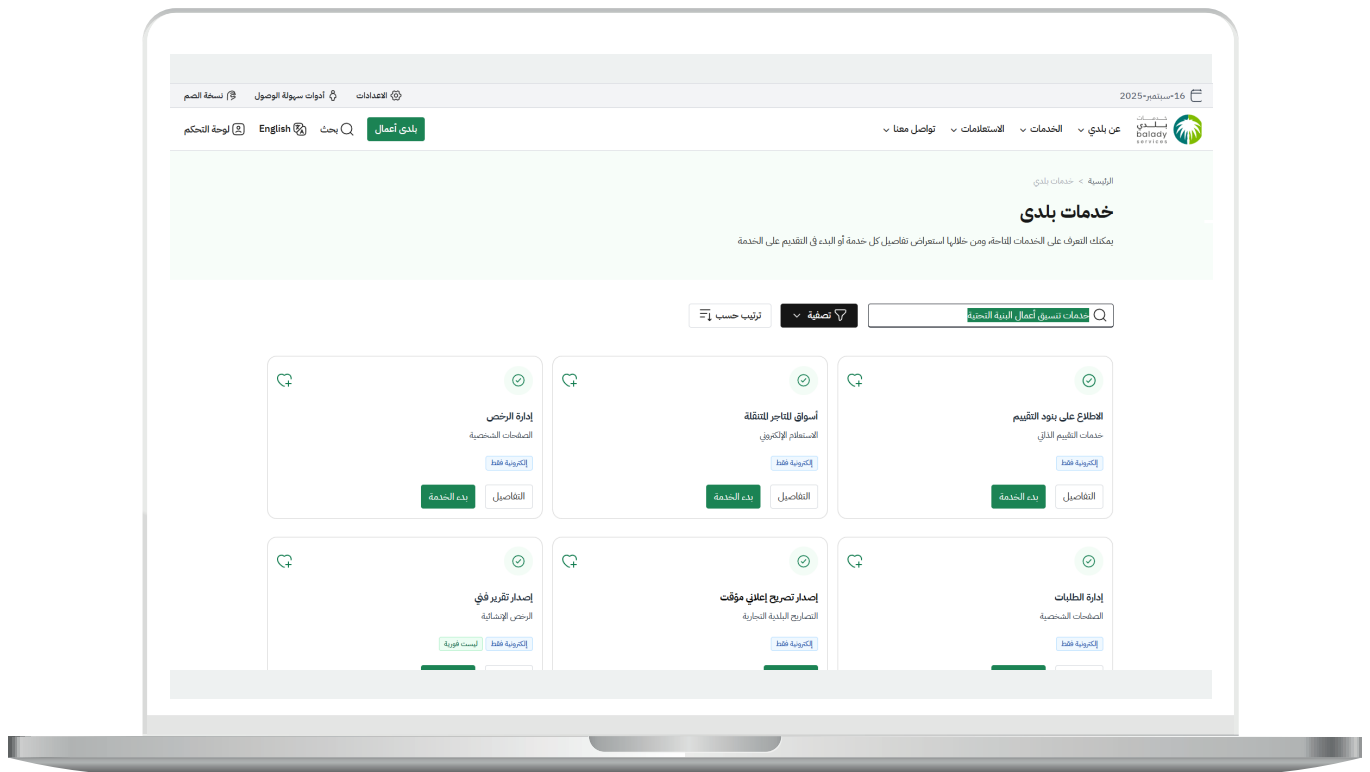 16-سبتمبر-2025
الاعدادات
أدوات سهولة الوصول
نسخة الصم
خدمات
بلدي
balady
services
عن بلدي
الخدمات
الاستعلامات
تواصل معنا
بلدي أعمال
بحث
English
لوحة التحكم
الرئيسية > خدمات بلدي
خدمات بلدي
يمكنك التعرف على الخدمات المتاحة، ومن خلالها استعراض تفاصيل كل خدمة أو البدء في التقديم على الخدمة
خدمات تنسيق أعمال البنية التحتية
تصفية
ترتيب حسب
الاطلاع على بنود التقييم
خدمات التقييم الذاتي
إلكترونية فقط
التفاصيل
بدء الخدمة
أسواق المتاجر المتنقلة
الاستعلام الإلكتروني
إلكترونية فقط
التفاصيل
بدء الخدمة
إدارة الرخص
الصفحات الشخصية
إلكترونية فقط
التفاصيل
بدء الخدمة
إدارة الطلبات
الصفحات الشخصية
إلكترونية فقط
إصدار تصريح إعلاني مؤقت
التصاريح البلدية التجارية
إلكترونية فقط
إصدار تقرير فني
الرخص الإنشائية
إلكترونية فقط
ليست فورية